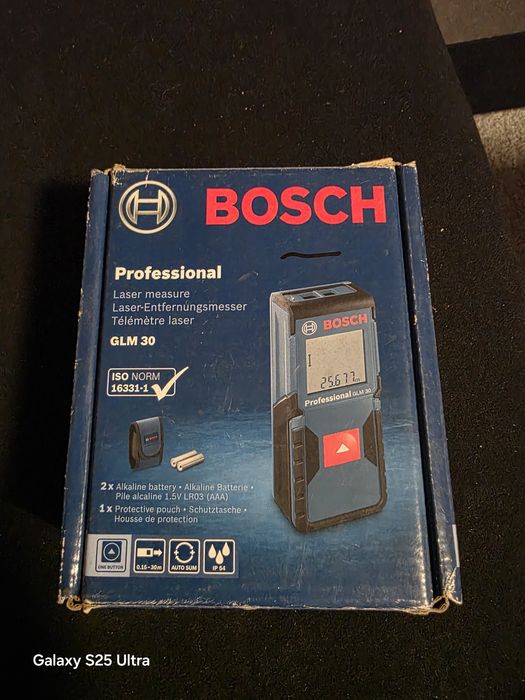 BOSCH
Professional
Laser measure
Laser-Entfernungsmesser
Télémètre laser
GLM 30
ISO NORM
16331-1
BOSCH
25.677m
Professional GLM 30
2x Alkaline battery • Alkaline Batterie •
Pile alcaline 1.5V LR03 (AAA)
1x Protective pouch • Schutztasche •
Housse de protection
ONE BUTTON
0.15-30m
AUTO SUM
IP 54
Galaxy S25 Ultra